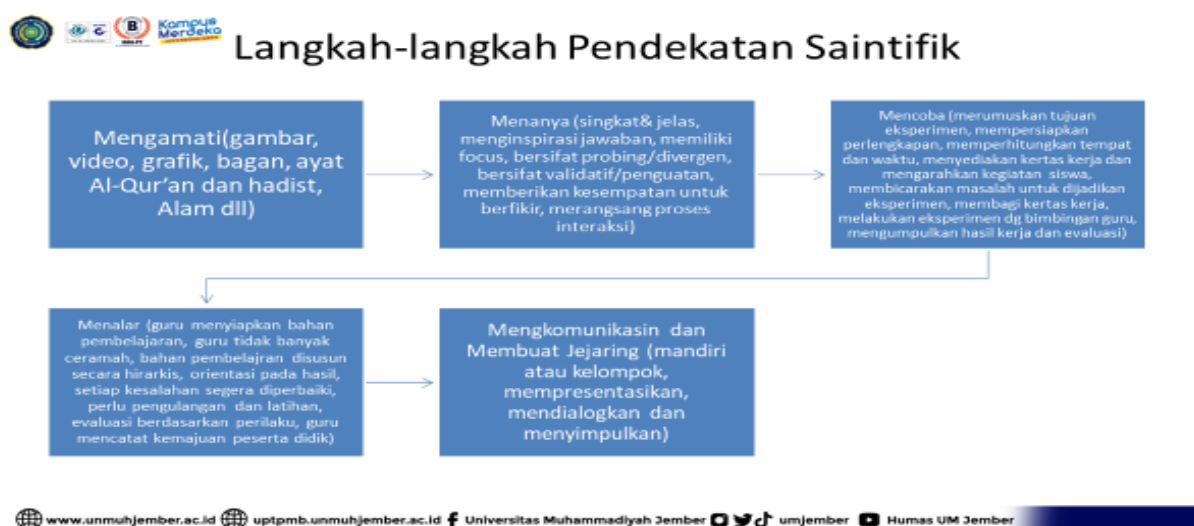 Kampus
Merdeka
B
Langkah-langkah Pendekatan Saintifik
Mengamati(gambar,
video, grafik, bagan, ayat
Al-Qur’an dan hadist,
Alam dll)
Menanya (singkat& jelas,
menginspirasi jawaban, memiliki
focus, bersifat probing/divergen,
bersifat validatif/penguatan,
memberikan kesempatan untuk
berfikir, merangsang proses
interaksi)
Mencoba (merumuskan tujuan
eksperimen, mempersiapkan
perlengkapan, memperhitungkan tempat
dan waktu, menyediakan kertas kerja dan
mengarahkan kegiatan siswa,
membicarakan masalah untuk dijadikan
eksperimen, membagi kertas kerja,
melakukan eksperimen dg bimbingan guru,
mengumpulkan hasil kerja dan evaluasi)
Menalar (guru menyiapkan bahan
pembelajaran, guru tidak banyak
ceramah, bahan pembelajran disusun
secara hirarkis, orientasi pada hasil,
setiap kesalahan segera diperbaiki,
perlu pengulangan dan latihan,
evaluasi berdasarkan perilaku, guru
mencatat kemajuan peserta didik)
Mengkomunikasin dan
Membuat Jejaring (mandiri
atau kelompok,
mempresentasikan,
mendialogkan dan
menyimpulkan)
www.unmuhjember.ac.id uptpmb.unmuhjember.ac.id Universitas Muhammadiyah Jember umjember Humas UM Jember